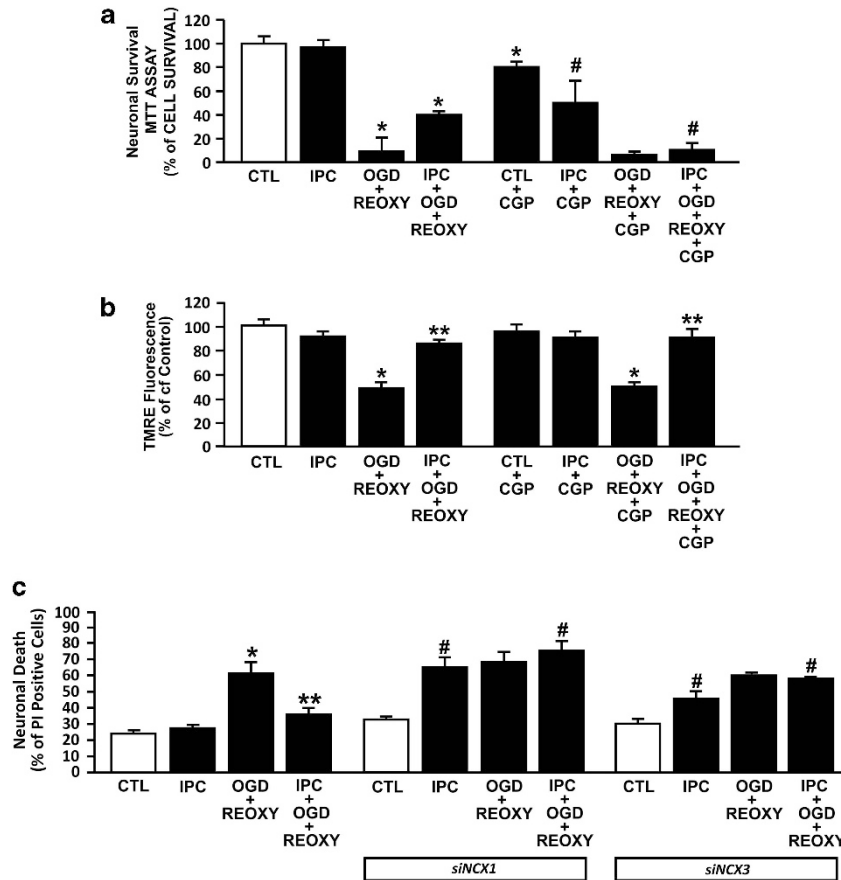 a
Neuronal Survival
MTT ASSAY
(% of CELL SURVIVAL)
120
100
80
60
40
20
0
*
*
*
#
#
CTL
IPC
OGD
+
REOXY
IPC
+
OGD
+
REOXY
CTL
+
CGP
IPC
+
CGP
OGD
+
REOXY
+
CGP
IPC
+
OGD
+
REOXY
+
CGP
b
TMRE Fluorescence
(% of cf Control)
120
100
80
60
40
20
0
*
**
*
**
CTL
IPC
OGD
+
REOXY
IPC
+
OGD
+
REOXY
CTL
+
CGP
IPC
+
CGP
OGD
+
REOXY
+
CGP
IPC
+
OGD
+
REOXY
+
CGP
c
Neuronal Death
(% of PI Positive Cells)
100
90
80
70
60
50
40
30
20
10
0
*
**
#
#
#
#
CTL
IPC
OGD
+
REOXY
IPC
+
OGD
+
REOXY
CTL
IPC
OGD
+
REOXY
IPC
+
OGD
+
REOXY
CTL
IPC
OGD
+
REOXY
IPC
+
OGD
+
REOXY
siNCX1
siNCX3